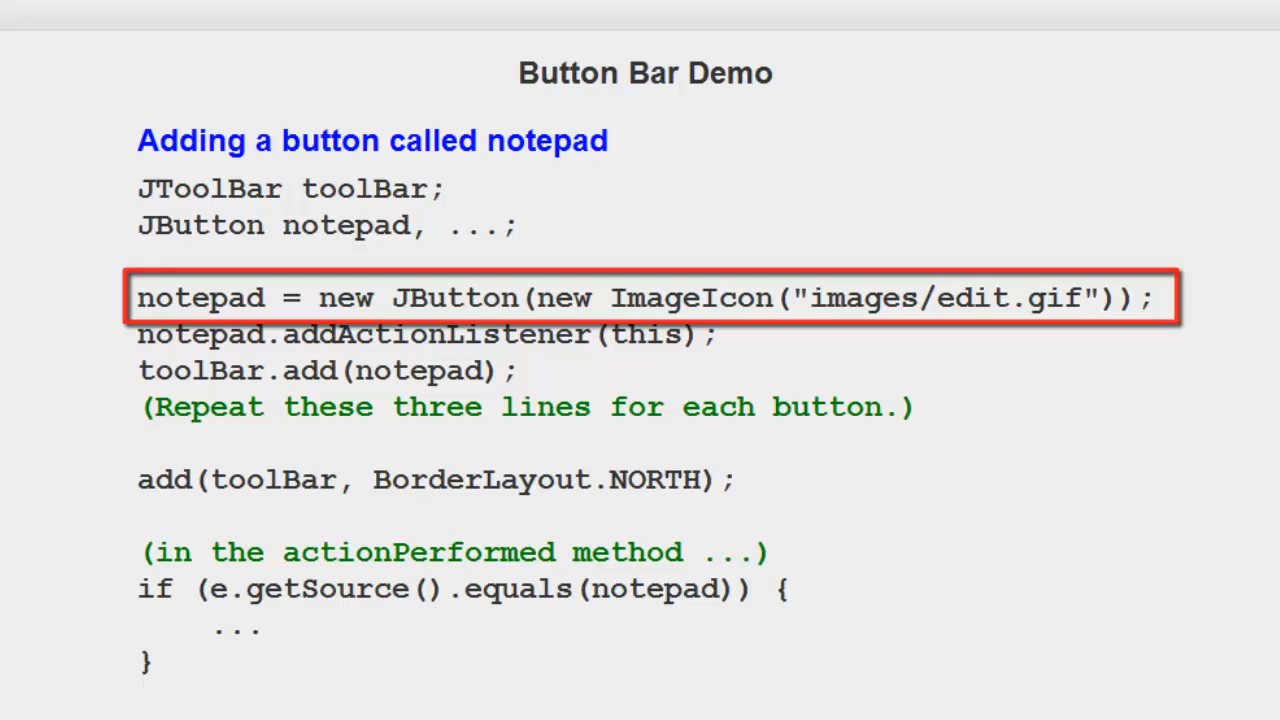 Button Bar Demo
Adding a button called notepad
JToolBar toolBar;
JButton notepad, ...;
notepad = new JButton(new ImageIcon("images/edit.gif"));
notepad.addActionListener(this);
toolBar.add(notepad);
(Repeat these three lines for each button.)
add(toolBar, BorderLayout.NORTH);
(in the actionPerformed method ...)
if (e.getSource().equals(notepad)) {
...
}